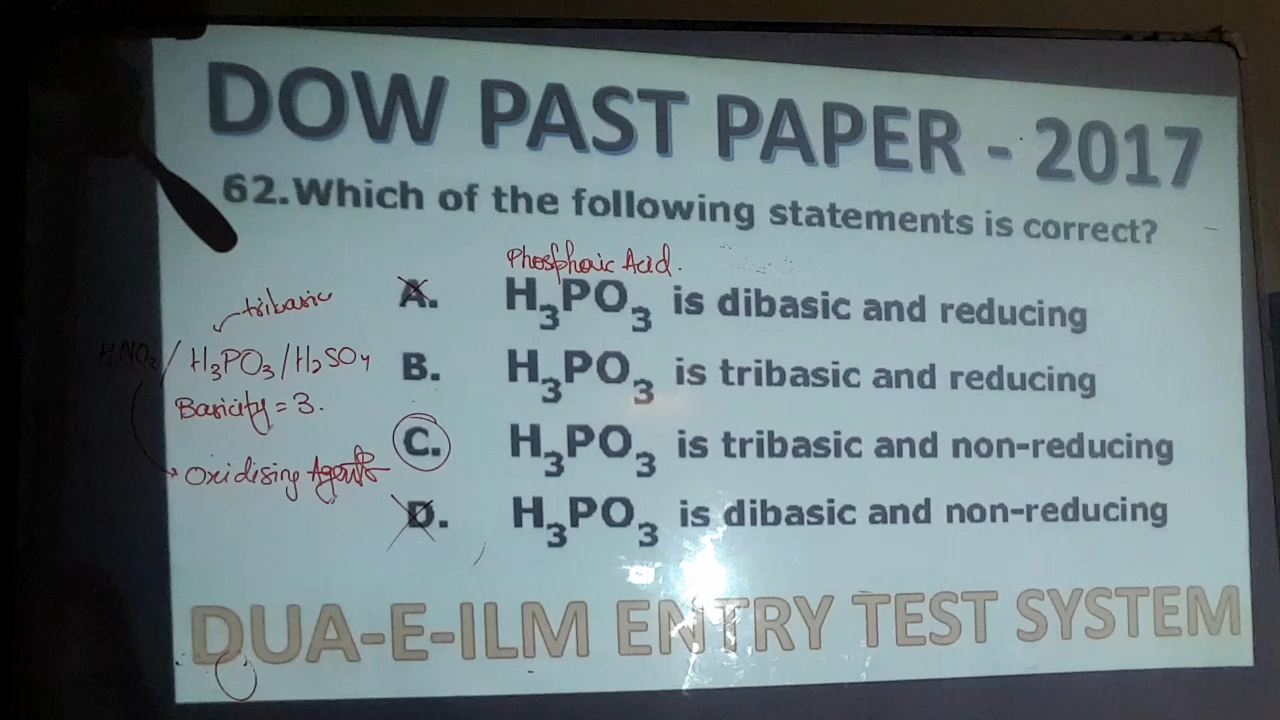 DOW PAST PAPER - 2017
62.Which of the following statements is correct?
Phosphoric Acid.
A. H₃PO₃ is dibasic and reducing
tribasic
HNO₂/ H₃PO₃/H₂SO₄
B. H₃PO₃ is tribasic and reducing
Basicity = 3.
C. H₃PO₃ is tribasic and non-reducing
Oxidising Agents
D. H₃PO₃ is dibasic and non-reducing
DUA-E-ILM ENTRY TEST SYSTEM